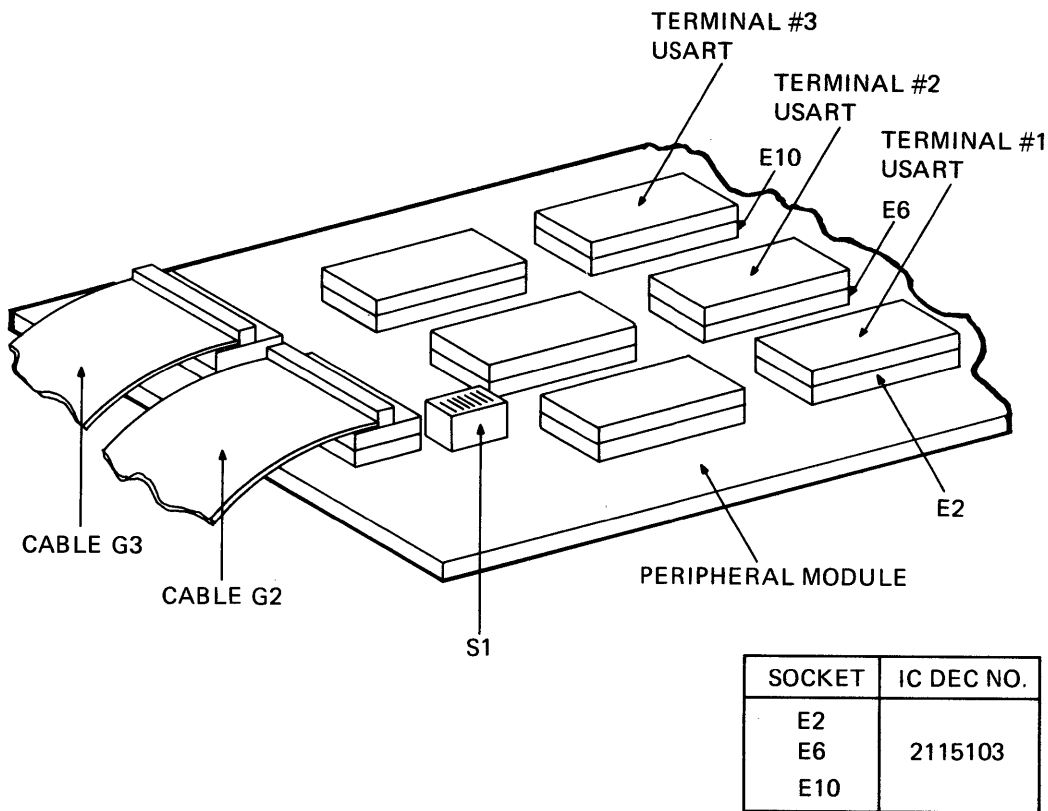 TERMINAL #3
USART
TERMINAL #2
USART
TERMINAL #1
USART
E10
E6
E2
CABLE G3
CABLE G2
PERIPHERAL MODULE
S1
SOCKET IC DEC NO.
E2
E6 2115103
E10